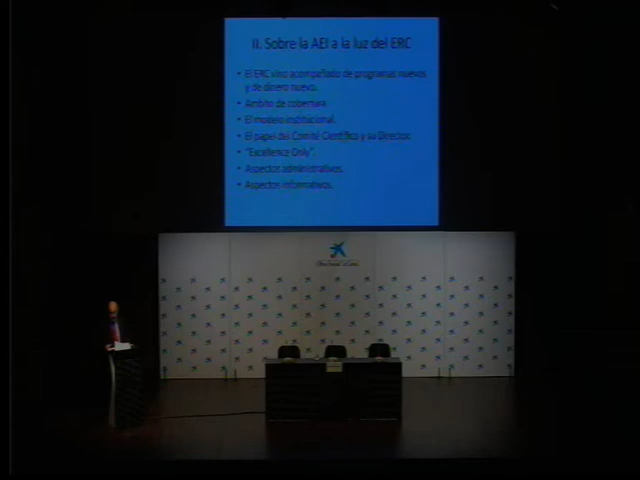 II. Sobre la AEI a la luz del ERC
• El ERC vino acompañado de programas nuevos
y de dinero nuevo.
• Ambito de cobertura.
• El modelo institucional.
• El papel del Comité Científico y su Director.
• "Excellence Only".
• Aspectos administrativos.
• Aspectos informativos.